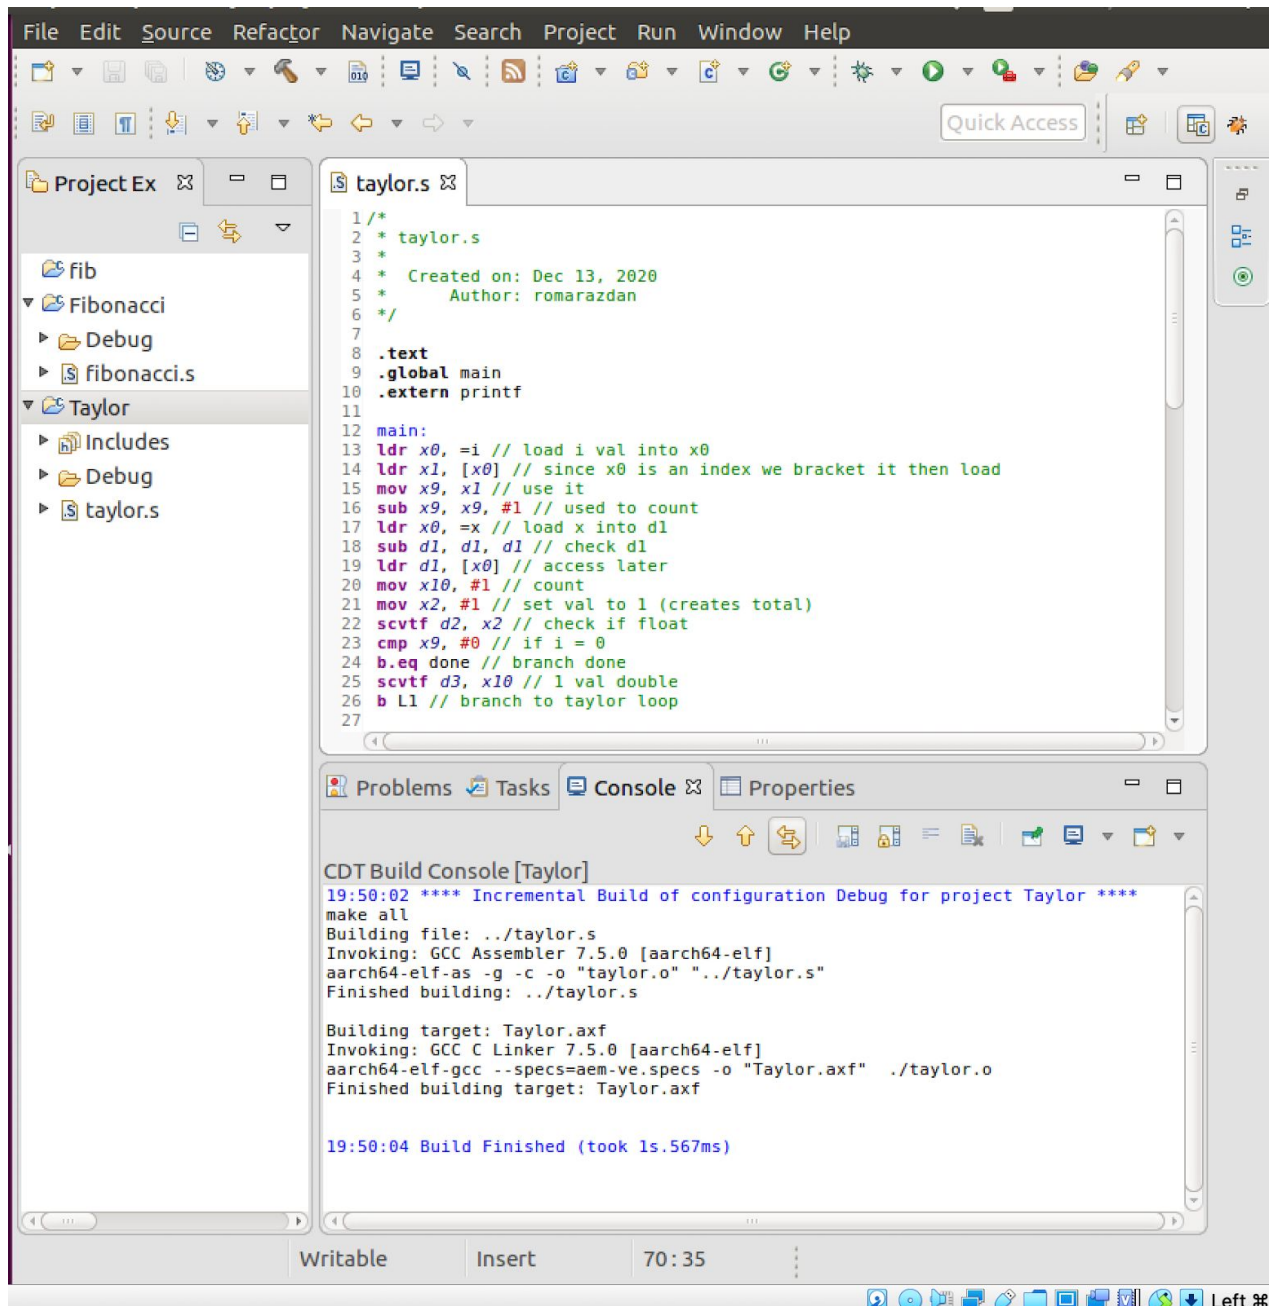 File Edit Source Refactor Navigate Search Project Run Window Help
Quick Access
Project Ex
taylor.s
fib
Fibonacci
Debug
fibonacci.s
Taylor
Includes
Debug
taylor.s
1 /*
2 * taylor.s
3 *
4 * Created on: Dec 13, 2020
5 * Author: romarazdan
6 */
7
8 .text
9 .global main
10 .extern printf
11
12 main:
13 ldr x0, =i // load i val into x0
14 ldr x1, [x0] // since x0 is an index we bracket it then load
15 mov x9, x1 // use it
16 sub x9, x9, #1 // used to count
17 ldr x0, =x // load x into d1
18 sub d1, d1, d1 // check d1
19 ldr d1, [x0] // access later
20 mov x10, #1 // count
21 mov x2, #1 // set val to 1 (creates total)
22 scvtf d2, x2 // check if float
23 cmp x9, #0 // if i = 0
24 b.eq done // branch done
25 scvtf d3, x10 // 1 val double
26 b L1 // branch to taylor loop
27
Problems Tasks Console Properties
CDT Build Console [Taylor]
19:50:02 **** Incremental Build of configuration Debug for project Taylor ****
make all
Building file: ../taylor.s
Invoking: GCC Assembler 7.5.0 [aarch64-elf]
aarch64-elf-as -g -c -o "taylor.o" "../taylor.s"
Finished building: ../taylor.s
Building target: Taylor.axf
Invoking: GCC C Linker 7.5.0 [aarch64-elf]
aarch64-elf-gcc --specs=aem-ve.specs -o "Taylor.axf" ./taylor.o
Finished building target: Taylor.axf
19:50:04 Build Finished (took 1s.567ms)
Writable Insert 70:35
Left ⌘